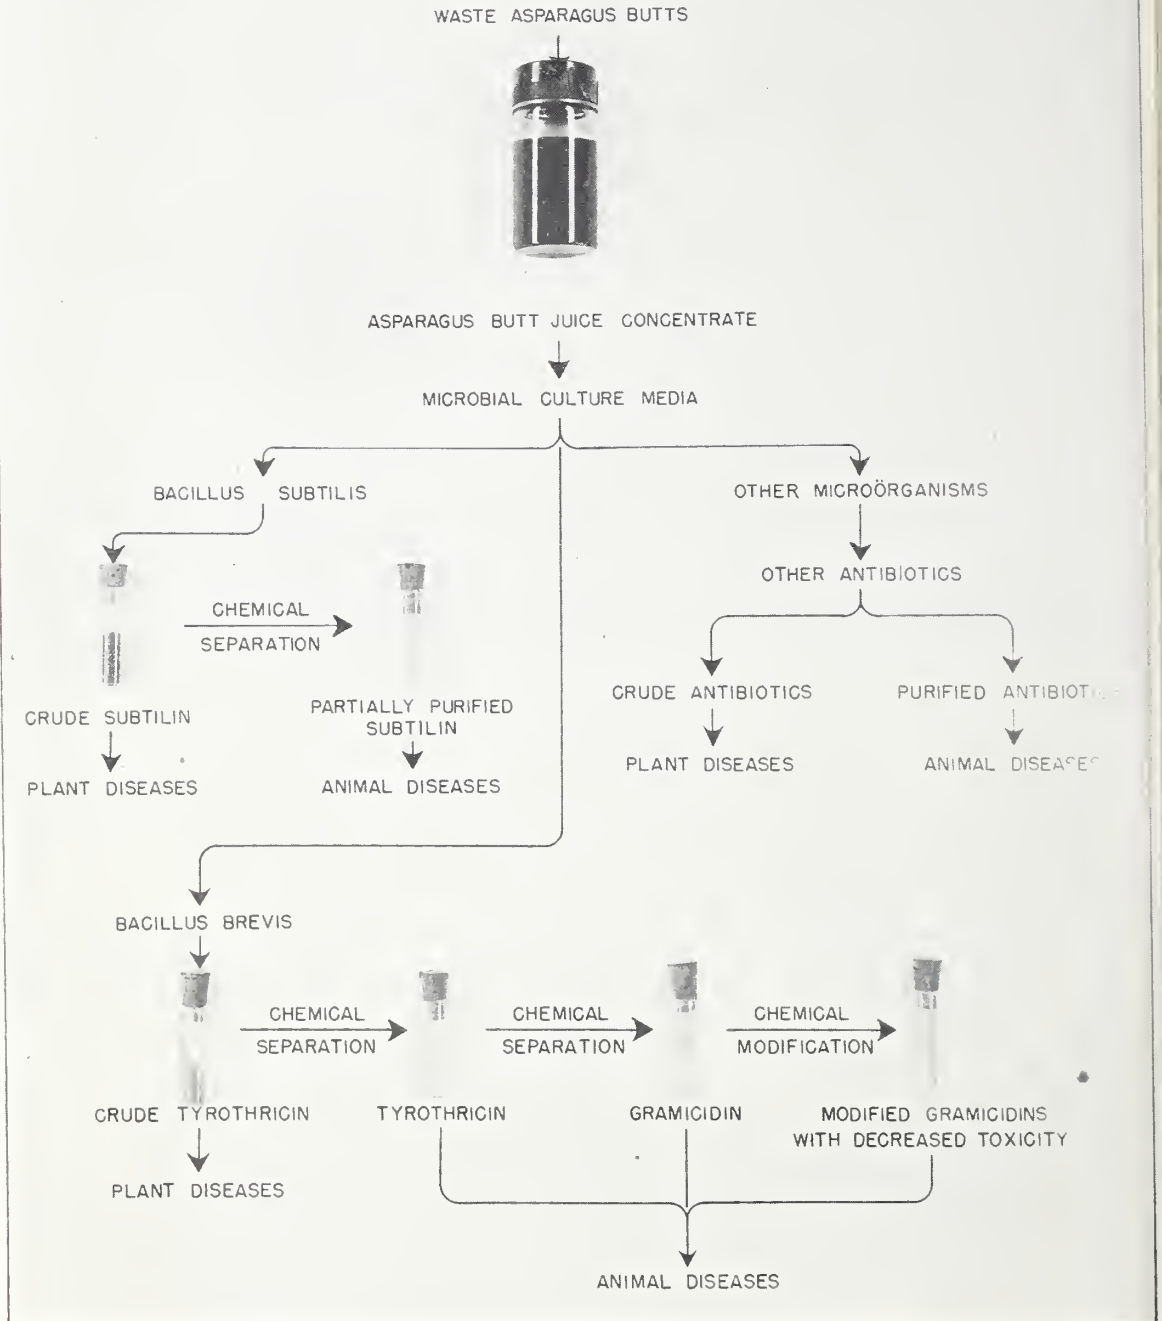 WASTE ASPARAGUS BUTTS
ASPARAGUS BUTT JUICE CONCENTRATE
MICROBIAL CULTURE MEDIA
BACILLUS SUBTILIS
OTHER MICROÖRGANISMS
OTHER ANTIBIOTICS
CHEMICAL
SEPARATION
CRUDE SUBTILIN
PARTIALLY PURIFIED
SUBTILIN
CRUDE ANTIBIOTICS
PURIFIED ANTIBIOTICS
PLANT DISEASES
ANIMAL DISEASES
PLANT DISEASES
ANIMAL DISEASES
BACILLUS BREVIS
CHEMICAL
SEPARATION
CHEMICAL
SEPARATION
CHEMICAL
MODIFICATION
CRUDE TYROTHRICIN
TYROTHRICIN
GRAMICIDIN
MODIFIED GRAMICIDINS
WITH DECREASED TOXICITY
PLANT DISEASES
ANIMAL DISEASES